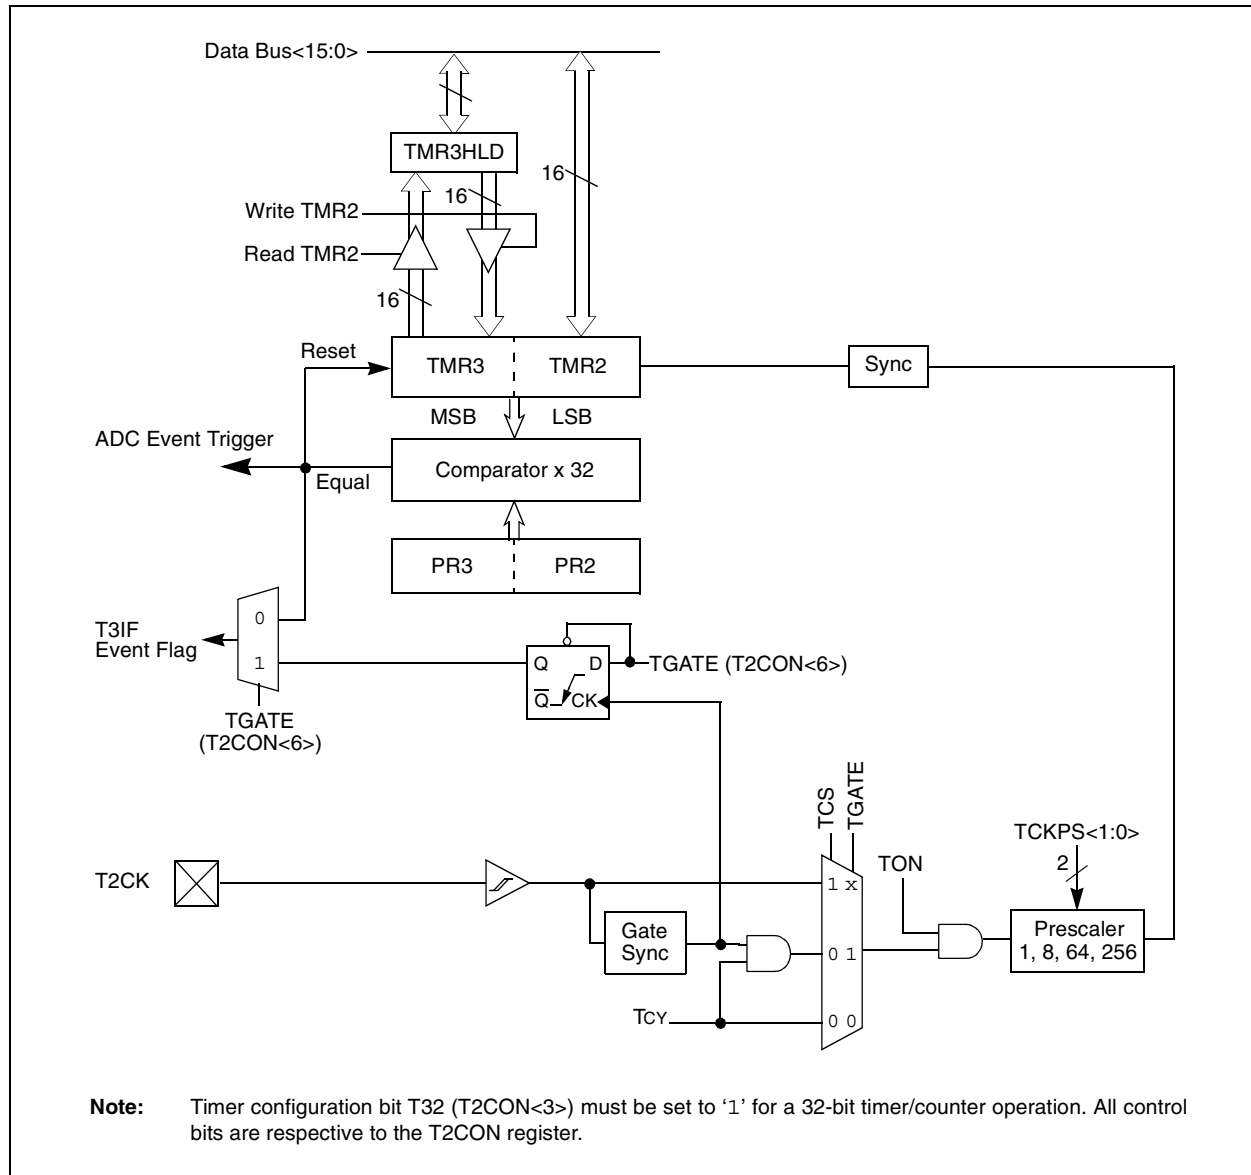 Data Bus<15:0>
TMR3HLD
16
16
Write TMR2
Read TMR2
16
Reset
TMR3
TMR2
Sync
MSB
LSB
ADC Event Trigger
Equal
Comparator x 32
PR3
PR2
0
T3IF
Event Flag
1
Q
D
TGATE (T2CON<6>)
Q
CK
TGATE
(T2CON<6>)
TCS
TGATE
TCKPS<1:0>
2
TON
T2CK
1 x
Gate
Sync
0 1
Prescaler
1, 8, 64, 256
TCY
0 0
Note: Timer configuration bit T32 (T2CON<3>) must be set to ‘1’ for a 32-bit timer/counter operation. All control
bits are respective to the T2CON register.